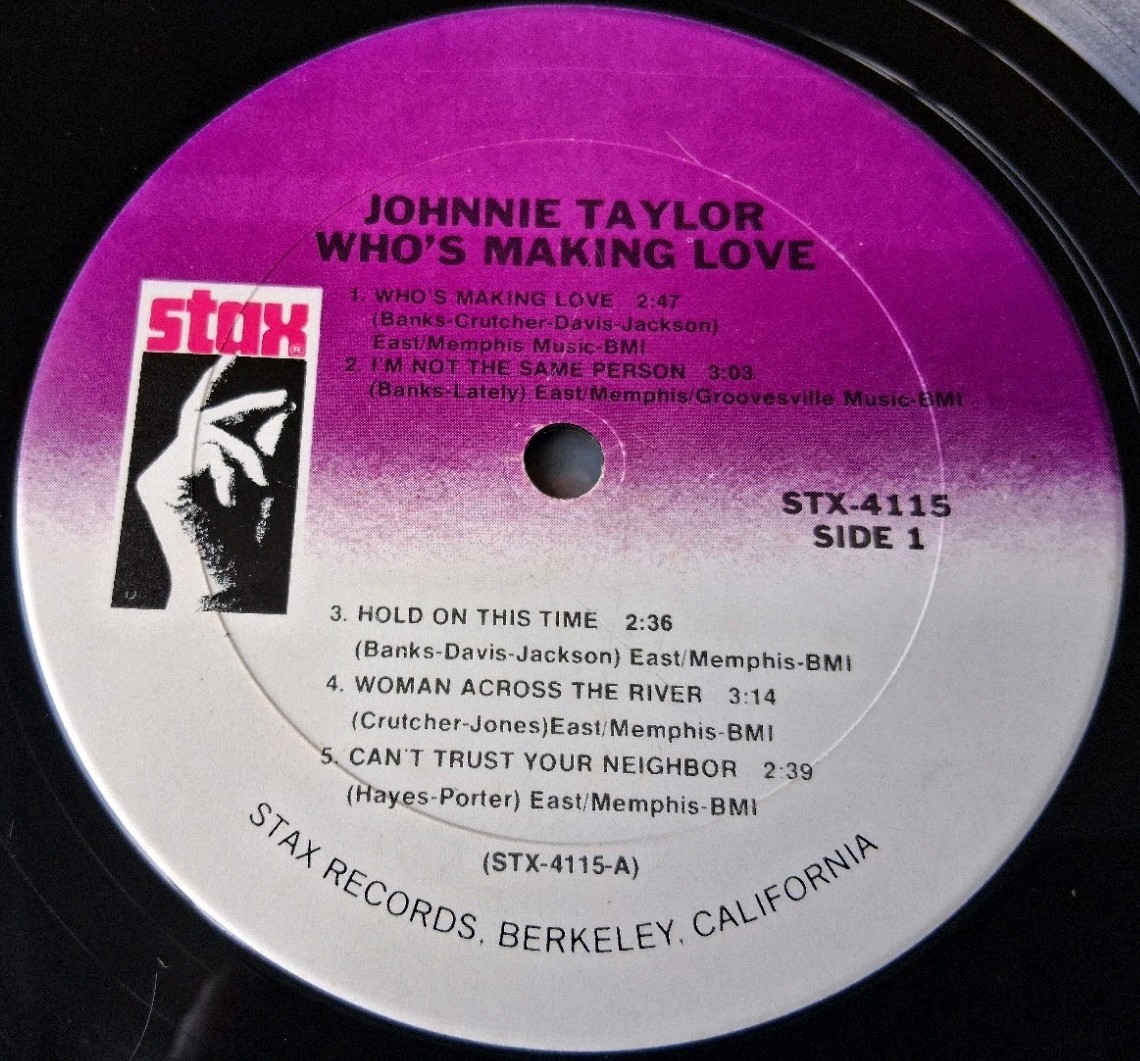 JOHNNIE TAYLOR
WHO'S MAKING LOVE
stax®
1. WHO'S MAKING LOVE 2:47
(Banks-Crutcher-Davis-Jackson)
East/Memphis Music-BMI
2. I'M NOT THE SAME PERSON 3:03
(Banks-Lately) East/Memphis/Groovesville Music-BMI
STX-4115
SIDE 1
3. HOLD ON THIS TIME 2:36
(Banks-Davis-Jackson) East/Memphis-BMI
4. WOMAN ACROSS THE RIVER 3:14
(Crutcher-Jones)East/Memphis-BMI
5. CAN'T TRUST YOUR NEIGHBOR 2:39
(Hayes-Porter) East/Memphis-BMI
(STX-4115-A)
STAX RECORDS, BERKELEY, CALIFORNIA